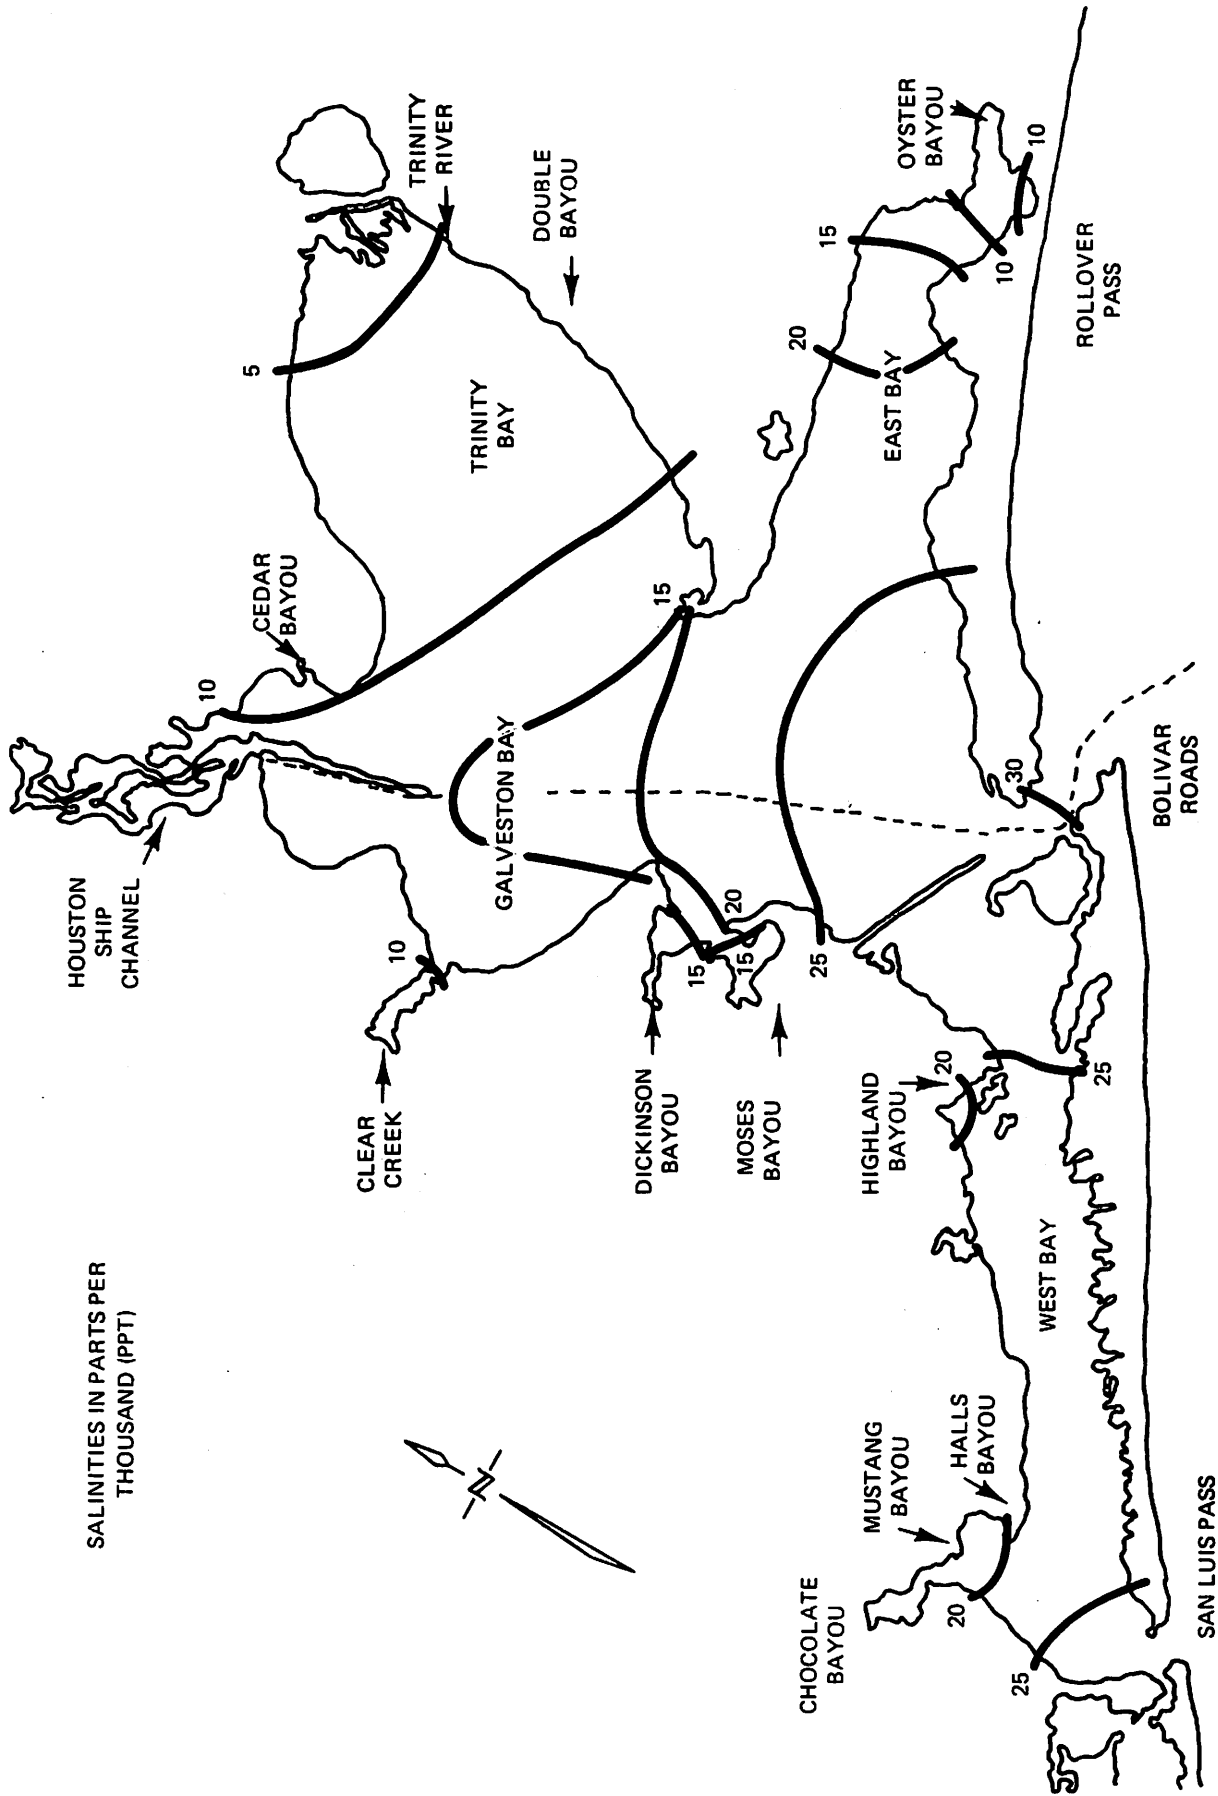 SALINITIES IN PARTS PER
THOUSAND (PPT)
HOUSTON
SHIP
CHANNEL
10
CEDAR
BAYOU
5
TRINITY
RIVER
DOUBLE
BAYOU
TRINITY
BAY
CLEAR
CREEK
10
GALVESTON BAY
15
DICKINSON
BAYOU
15
15
20
MOSES
BAYOU
25
20
15
EAST BAY
OYSTER
BAYOU
10
10
ROLLOVER
PASS
30
BOLIVAR
ROADS
HIGHLAND
BAYOU
20
25
WEST BAY
N
MUSTANG
BAYOU
HALLS
BAYOU
CHOCOLATE
BAYOU
20
25
SAN LUIS PASS